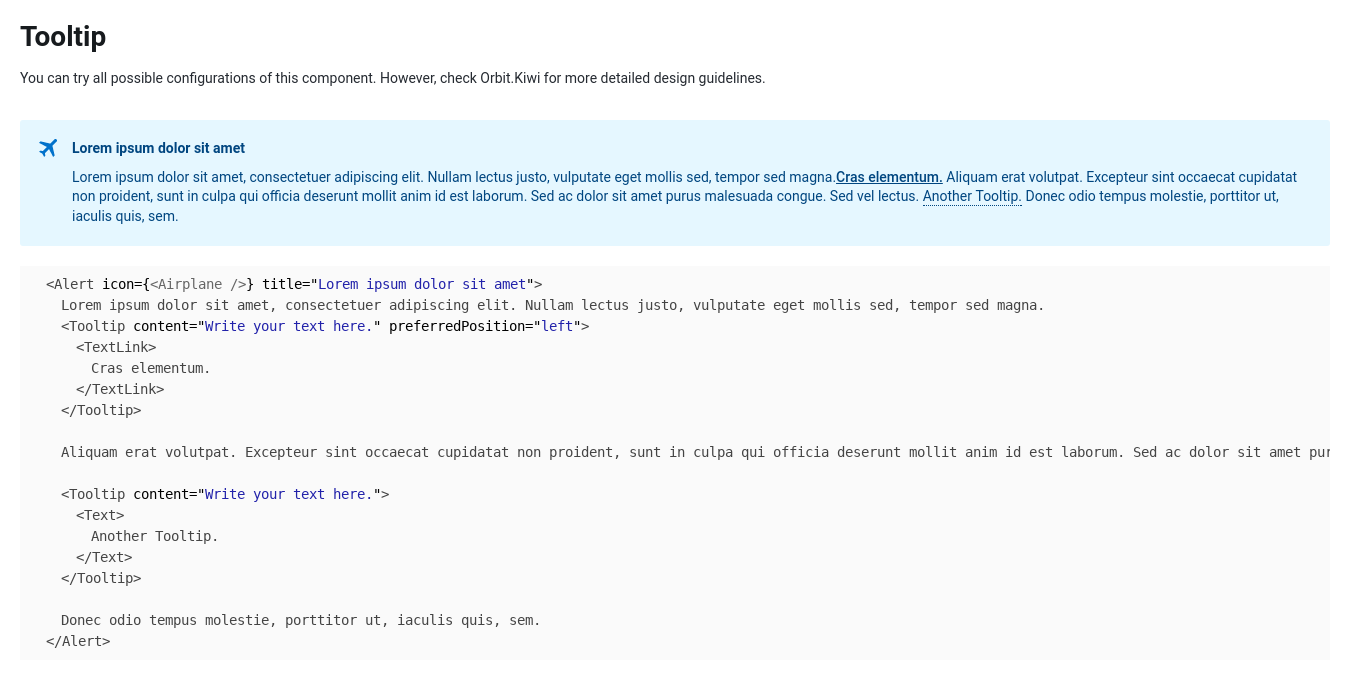 Tooltip
You can try all possible configurations of this component. However, check Orbit.Kiwi for more detailed design guidelines.
Lorem ipsum dolor sit amet
Lorem ipsum dolor sit amet, consectetuer adipiscing elit. Nullam lectus justo, vulputate eget mollis sed, tempor sed magna.Cras elementum. Aliquam erat volutpat. Excepteur sint occaecat cupidatat
non proident, sunt in culpa qui officia deserunt mollit anim id est laborum. Sed ac dolor sit amet purus malesuada congue. Sed vel lectus. Another Tooltip. Donec odio tempus molestie, porttitor ut,
iaculis quis, sem.
<Alert icon={<Airplane />} title="Lorem ipsum dolor sit amet">
Lorem ipsum dolor sit amet, consectetuer adipiscing elit. Nullam lectus justo, vulputate eget mollis sed, tempor sed magna.
<Tooltip content="Write your text here." preferredPosition="left">
<TextLink>
Cras elementum.
</TextLink>
</Tooltip>
Aliquam erat volutpat. Excepteur sint occaecat cupidatat non proident, sunt in culpa qui officia deserunt mollit anim id est laborum. Sed ac dolor sit amet pur
<Tooltip content="Write your text here.">
<Text>
Another Tooltip.
</Text>
</Tooltip>
Donec odio tempus molestie, porttitor ut, iaculis quis, sem.
</Alert>